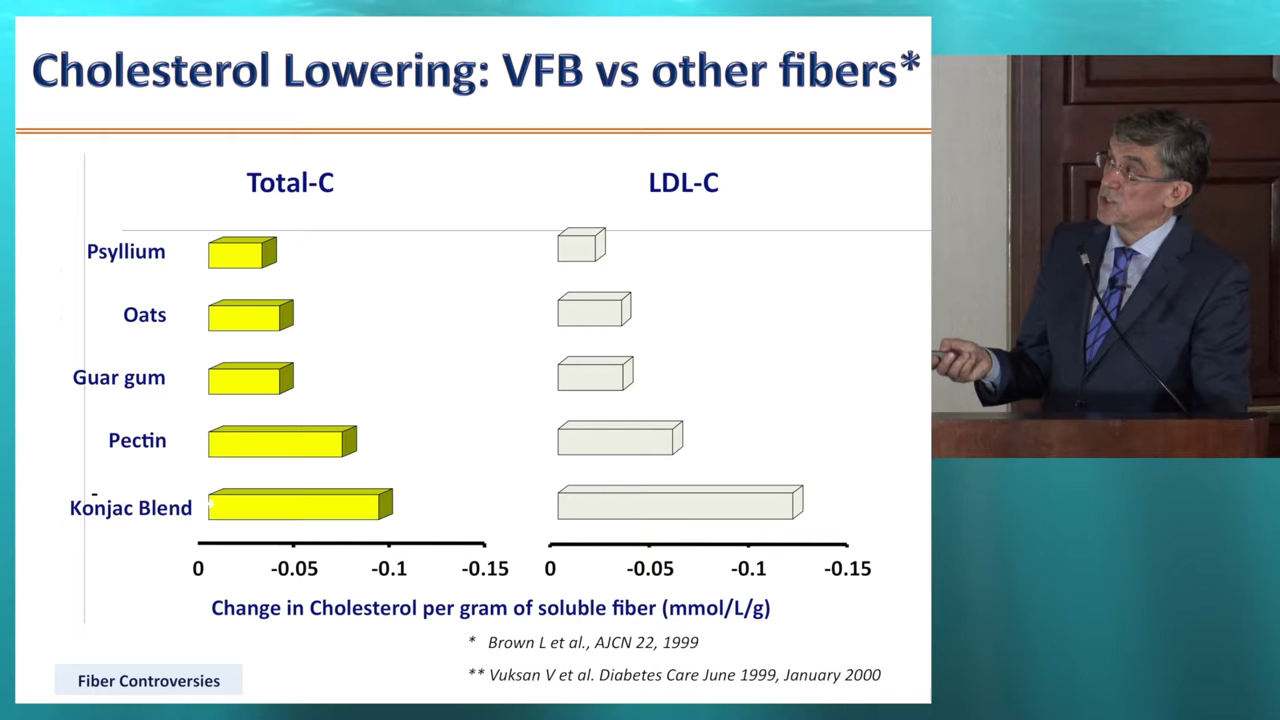 Cholesterol Lowering: VFB vs other fibers*
Total-C
LDL-C
Psyllium
Oats
Guar gum
Pectin
Konjac Blend
0 -0.05 -0.1 -0.15
0 -0.05 -0.1 -0.15
Change in Cholesterol per gram of soluble fiber (mmol/L/g)
* Brown L et al., AJCN 22, 1999
** Vuksan V et al. Diabetes Care June 1999, January 2000
Fiber Controversies